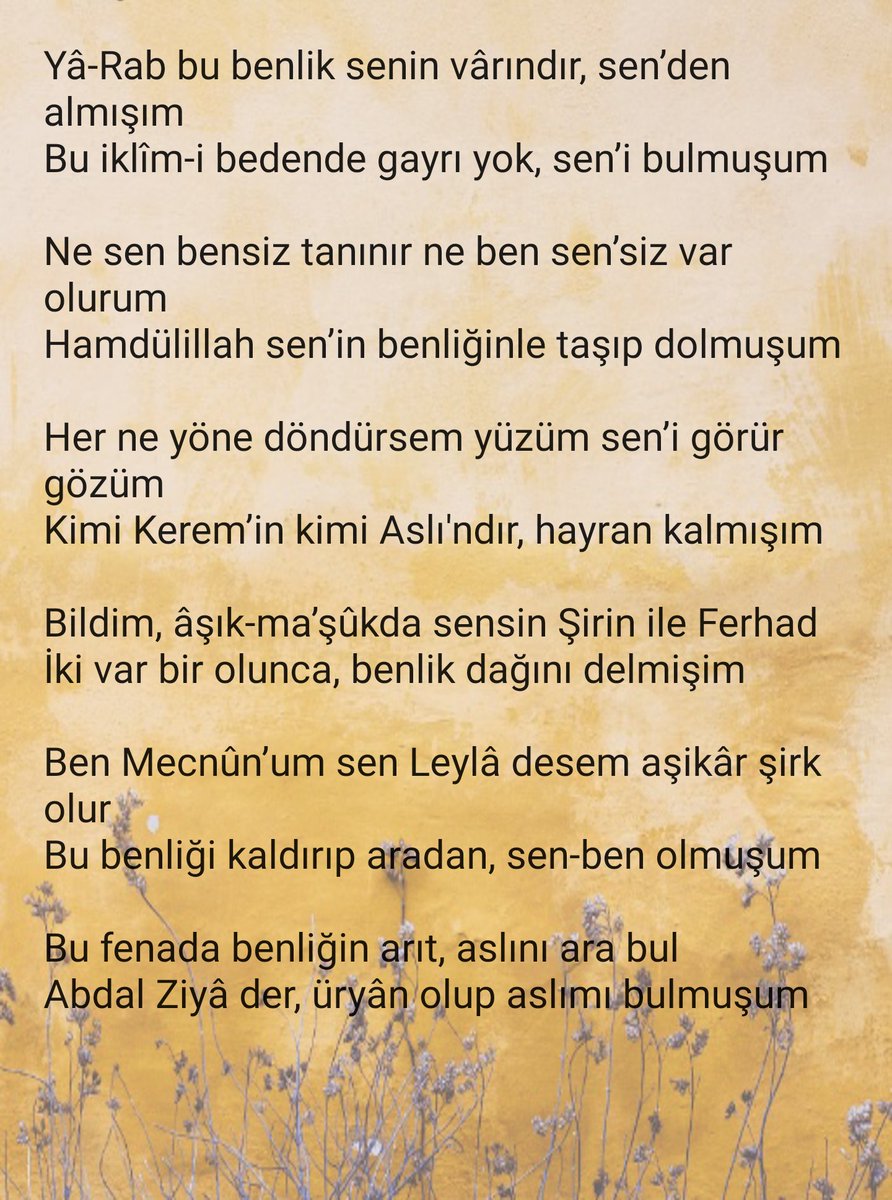 Yâ-Rab bu benlik senin vârındır, sen’den
almışım
Bu iklîm-i bedende gayrı yok, sen’i bulmuşum
Ne sen bensiz tanınır ne ben sen’siz var
olurum
Hamdülillah sen’in benliğinle taşıp dolmuşum
Her ne yöne döndürsem yüzüm sen’i görür
gözüm
Kimi Kerem’in kimi Aslı'ndır, hayran kalmışım
Bildim, âşık-ma’şûkda sensin Şirin ile Ferhad
İki var bir olunca, benlik dağını delmişim
Ben Mecnûn’um sen Leylâ desem aşikâr şirk
olur
Bu benliği kaldırıp aradan, sen-ben olmuşum
Bu fenada benliğin arıt, aslını ara bul
Abdal Ziyâ der, üryân olup aslımı bulmuşum